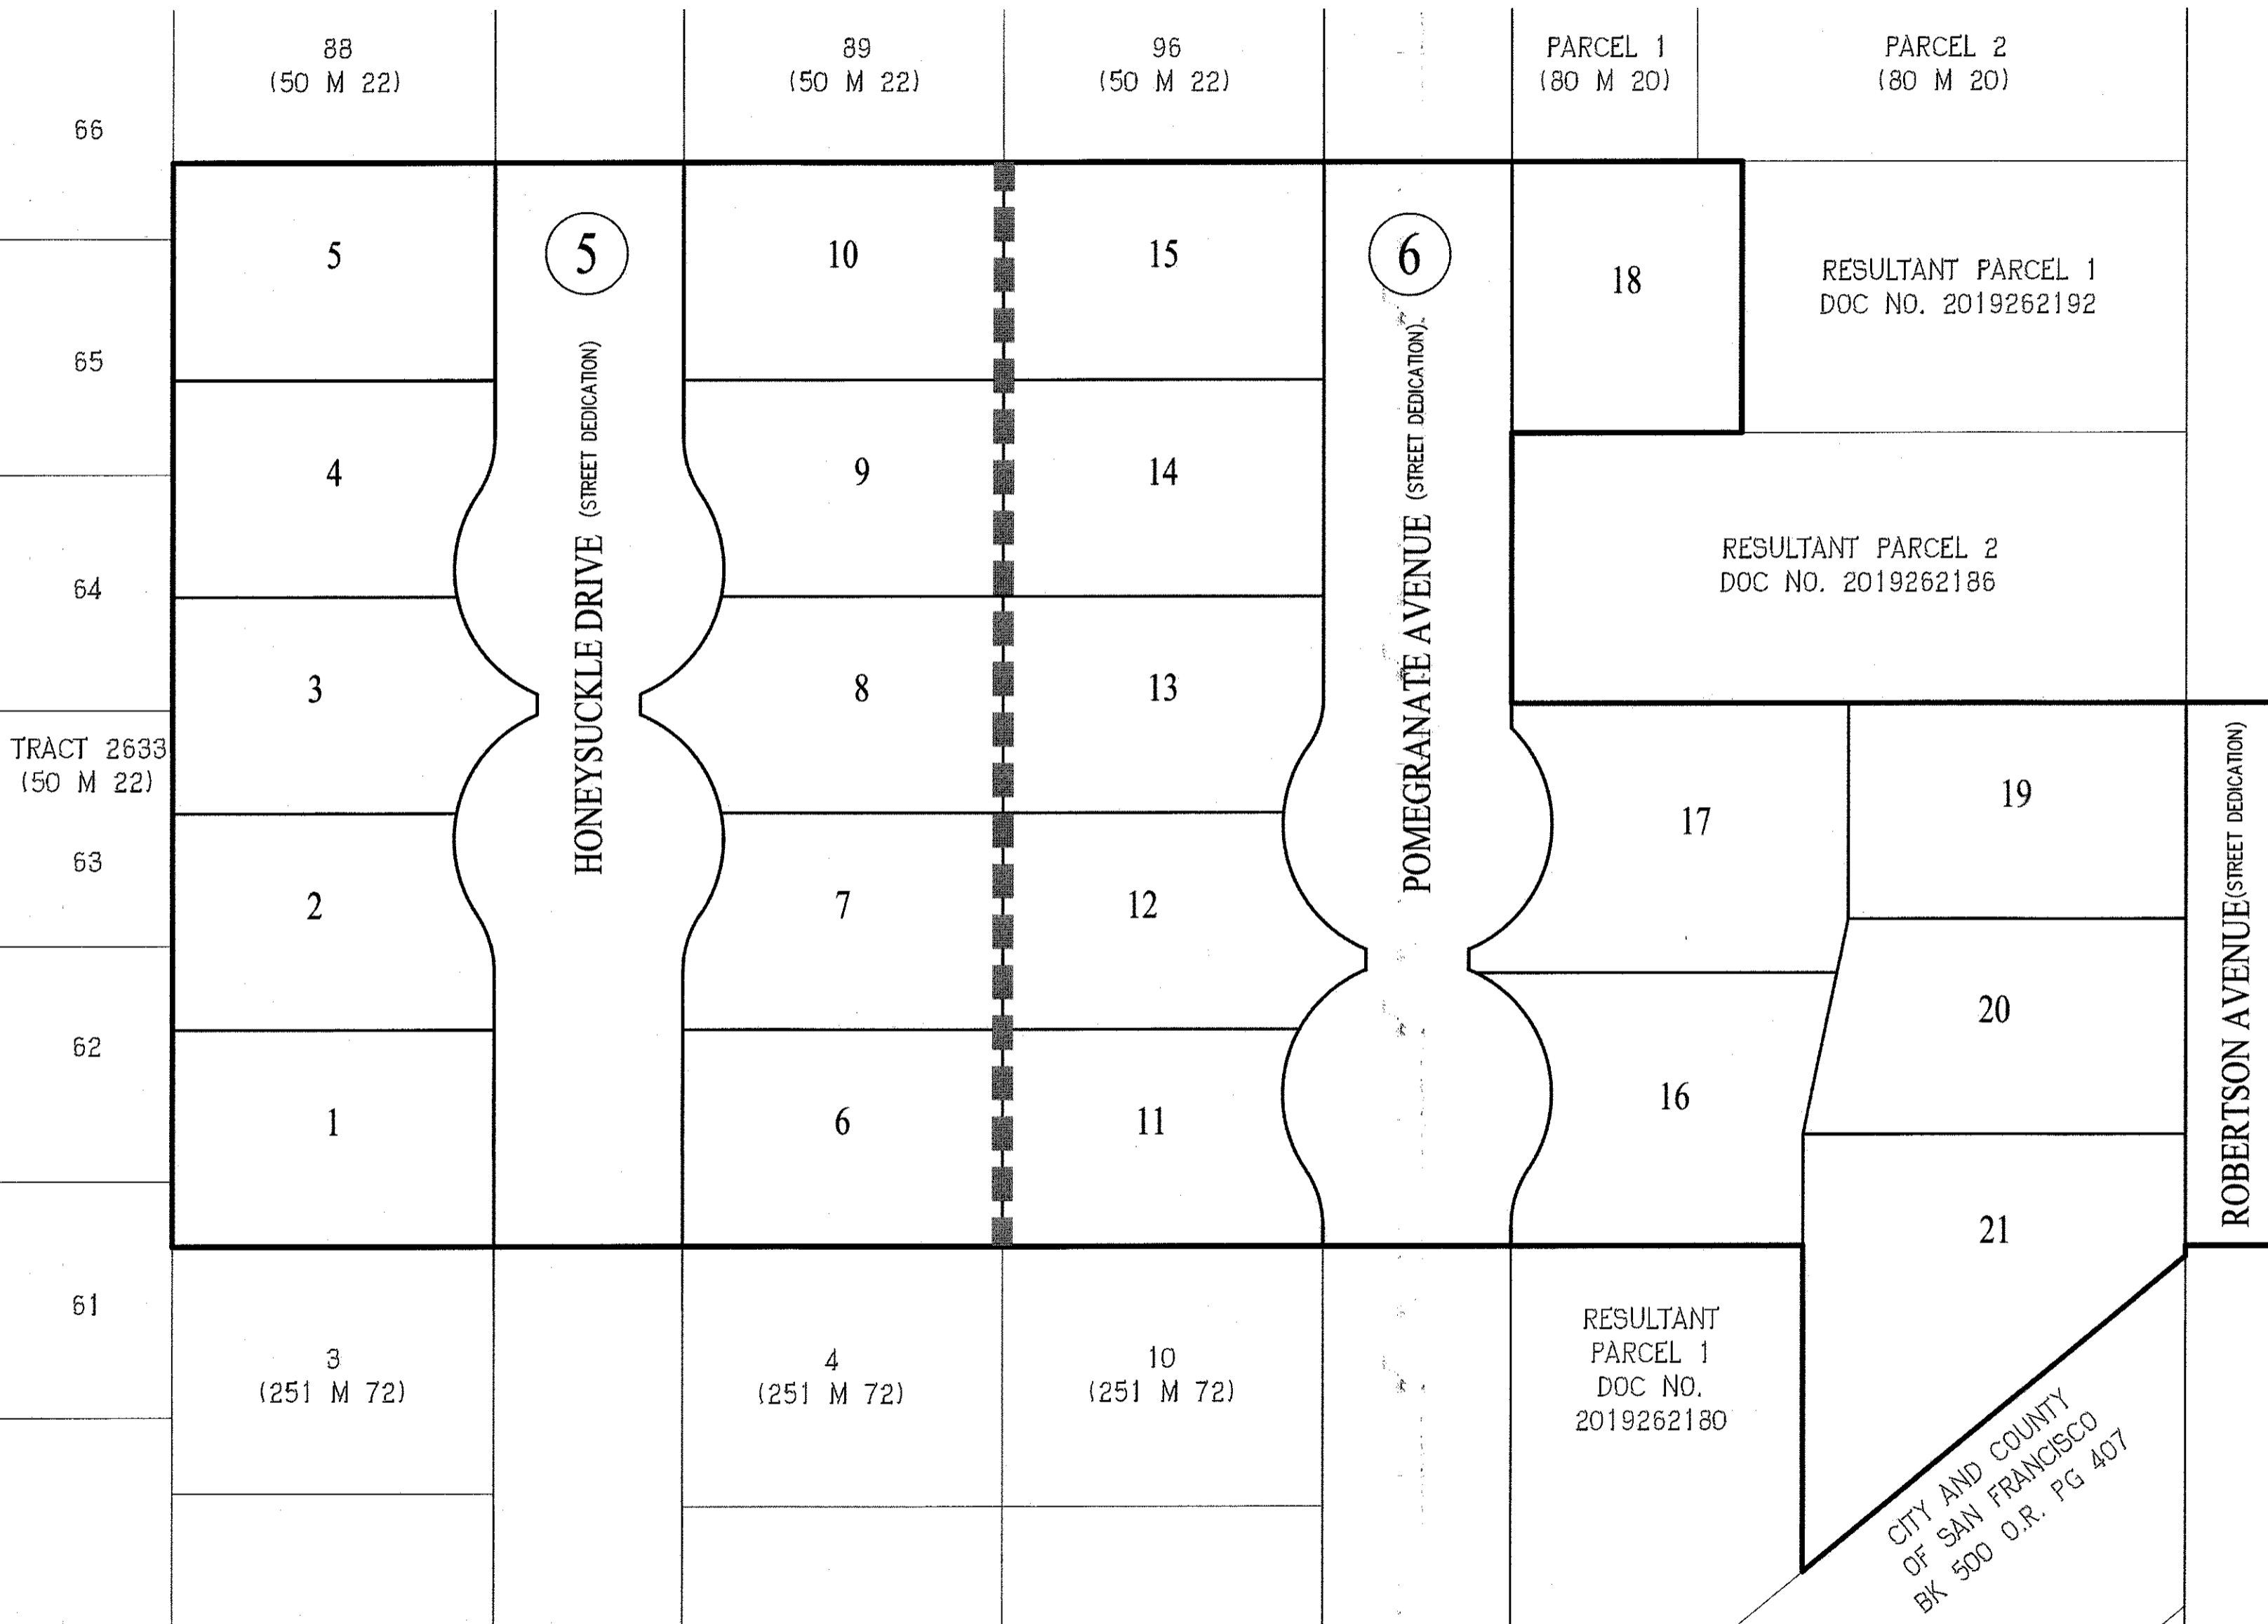 88
(50 M 22)
89
(50 M 22)
96
(50 M 22)
PARCEL 1
(80 M 20)
PARCEL 2
(80 M 20)
66
65
64
TRACT 2633
(50 M 22)
63
62
61
5
4
3
2
1
5
HONEYSUCKLE DRIVE (STREET DEDICATION)
10
9
8
7
6
15
14
13
12
11
6
POMEGRANATE AVENUE (STREET DEDICATION)
18
RESULTANT PARCEL 1
DOC NO. 2019262192
RESULTANT PARCEL 2
DOC NO. 2019262186
17
16
19
20
21
ROBERTSON AVENUE (STREET DEDICATION)
3
(251 M 72)
4
(251 M 72)
10
(251 M 72)
RESULTANT
PARCEL 1
DOC NO.
2019262180
CITY AND COUNTY
OF SAN FRANCISCO
BK 500 O.R. PG 407